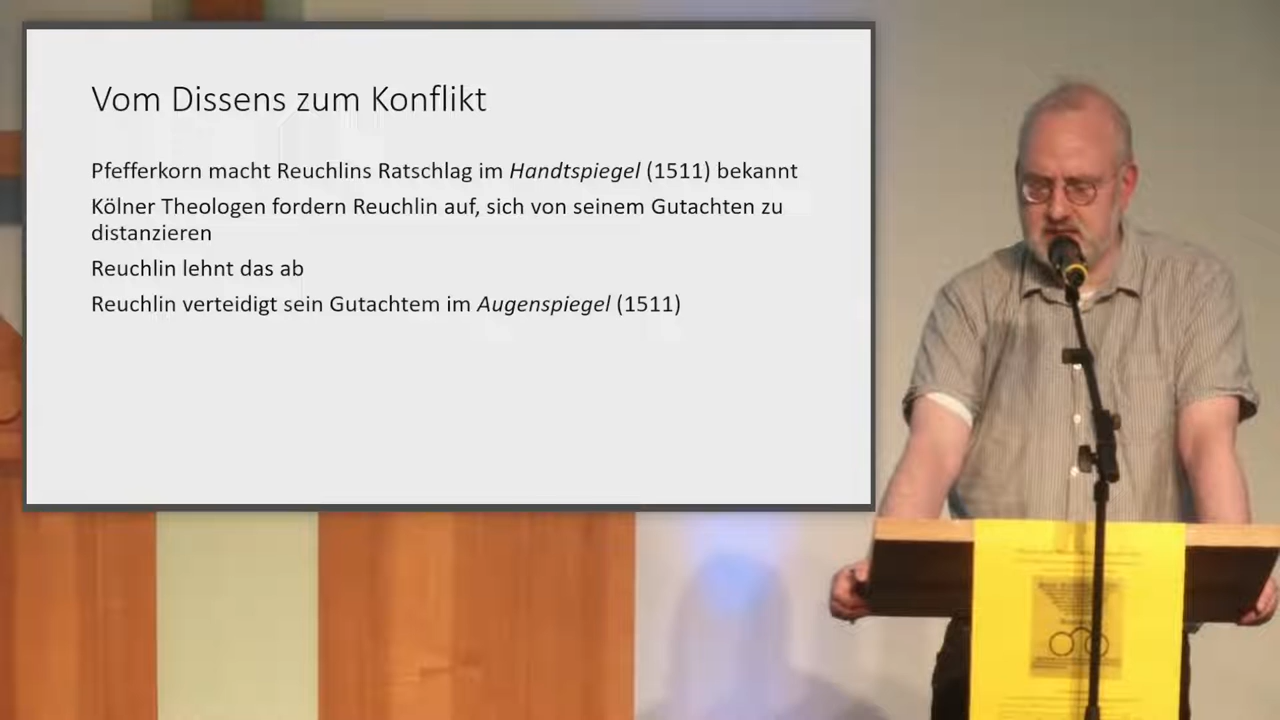 Vom Dissens zum Konflikt
Pfefferkorn macht Reuchlins Ratschlag im Handtspiegel (1511) bekannt
Kölner Theologen fordern Reuchlin auf, sich von seinem Gutachten zu
distanzieren
Reuchlin lehnt das ab
Reuchlin verteidigt sein Gutachtem im Augenspiegel (1511)